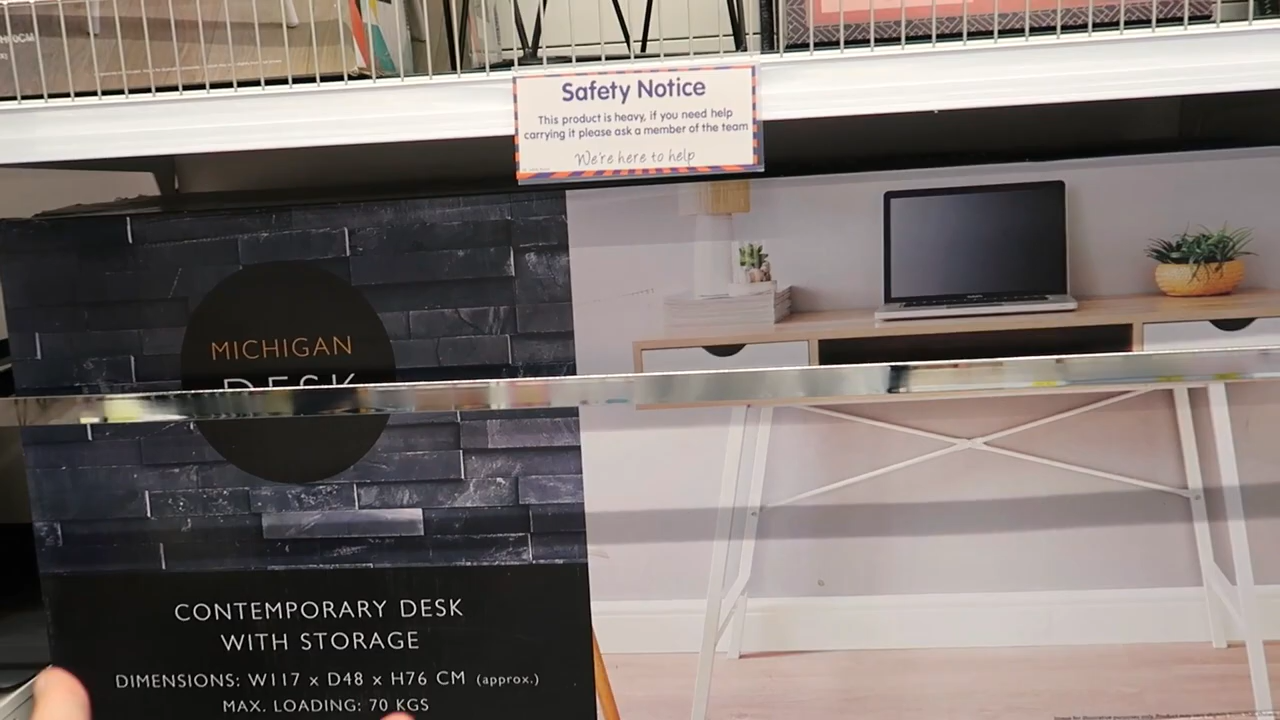 Safety Notice
This product is heavy, if you need help
carrying it please ask a member of the team
We're here to help
MICHIGAN
DESK
CONTEMPORARY DESK
WITH STORAGE
DIMENSIONS: W117 x D48 x H76 CM (approx.)
MAX. LOADING: 70 KGS